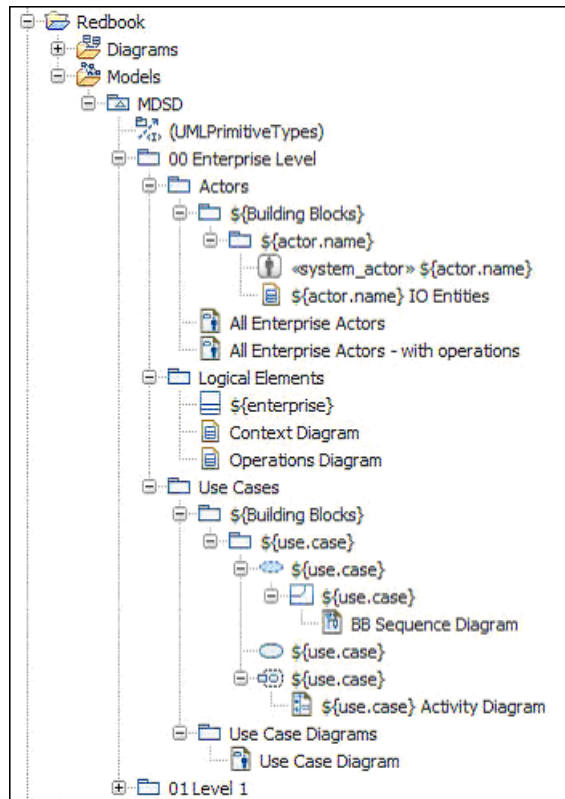 Redbook
Diagrams
Models
MDSD
(UMLPrimitiveTypes)
00 Enterprise Level
Actors
${Building Blocks}
${actor.name}
«system_actor» ${actor.name}
${actor.name} IO Entities
All Enterprise Actors
All Enterprise Actors - with operations
Logical Elements
${enterprise}
Context Diagram
Operations Diagram
Use Cases
${Building Blocks}
${use.case}
${use.case}
${use.case}
BB Sequence Diagram
${use.case}
${use.case}
${use.case} Activity Diagram
Use Case Diagrams
Use Case Diagram
01 Level 1